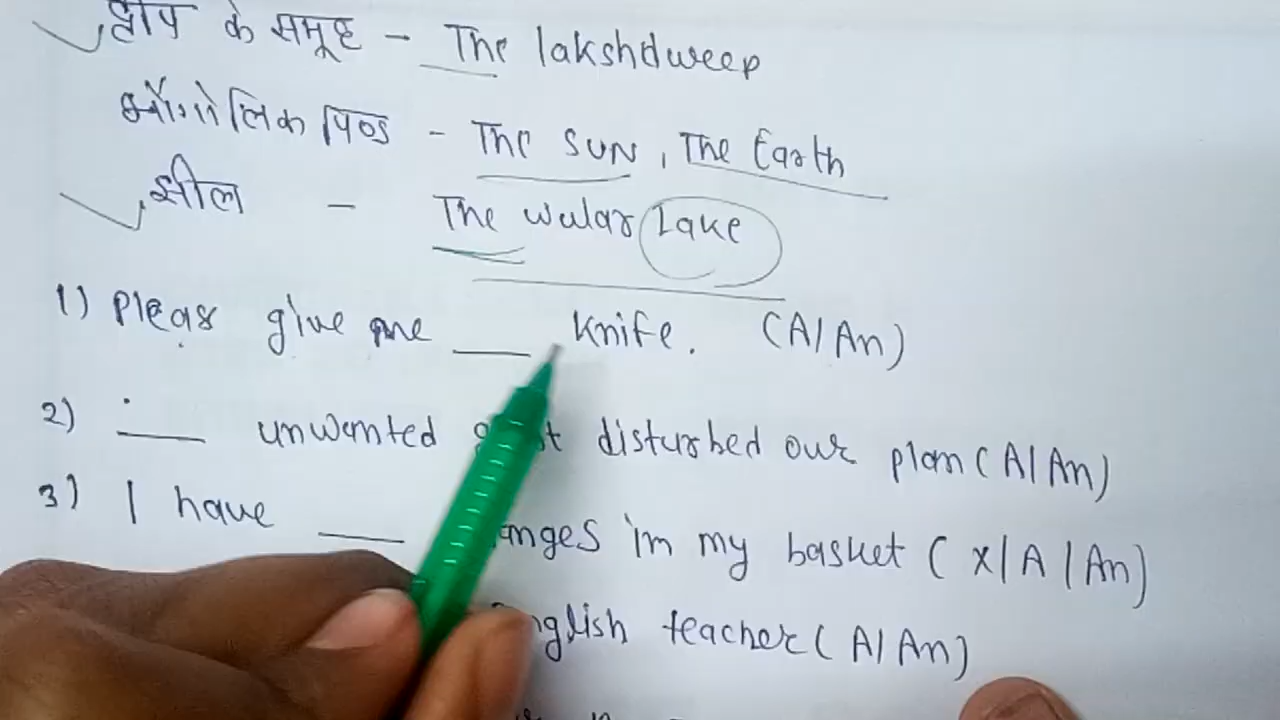 द्वीप के समूह - The lakshdweep
भौगोलिक पिण्ड - The SUN, The Earth
झील - The wular Lake
1) Pleas give me ___ Knife. (A/An)
2) ___ unwanted disturbed our plan (A/An)
3) I have ___ in my basket (X/A/An)
English teacher (A/An)